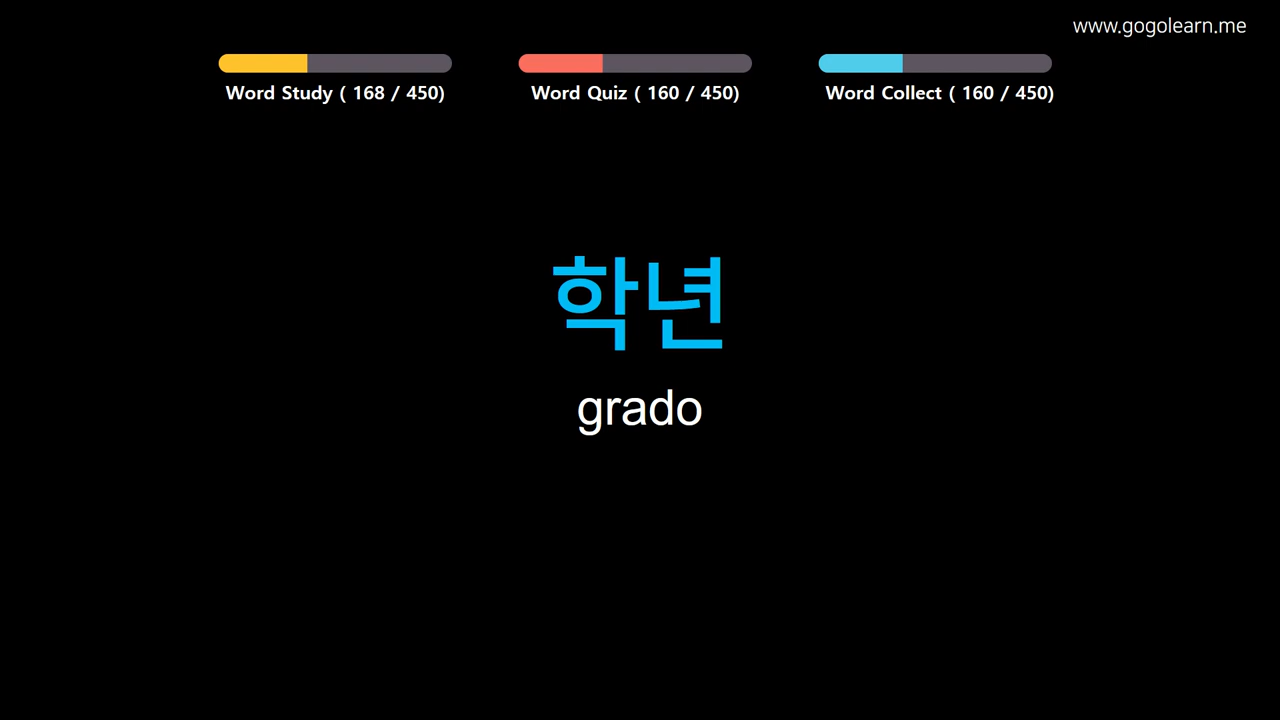 www.gogolearn.me
Word Study ( 168 / 450)
Word Quiz ( 160 / 450)
Word Collect ( 160 / 450)
학년
grado